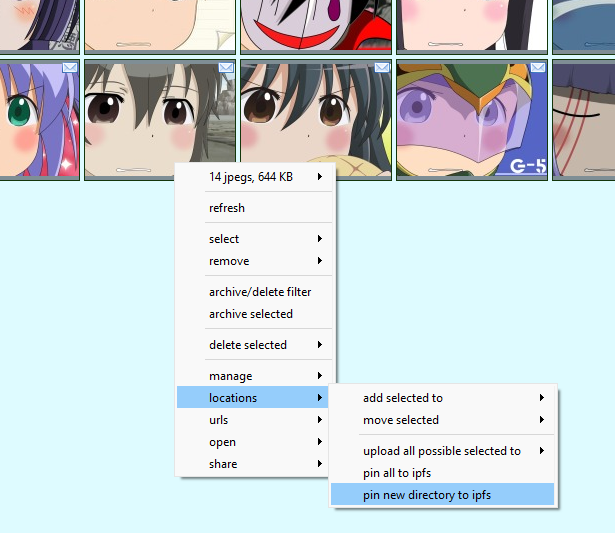 G-5
14 jpegs, 644 KB
refresh
select
remove
archive/delete filter
archive selected
delete selected
manage
locations
urls
open
share
add selected to
move selected
upload all possible selected to
pin all to ipfs
pin new directory to ipfs